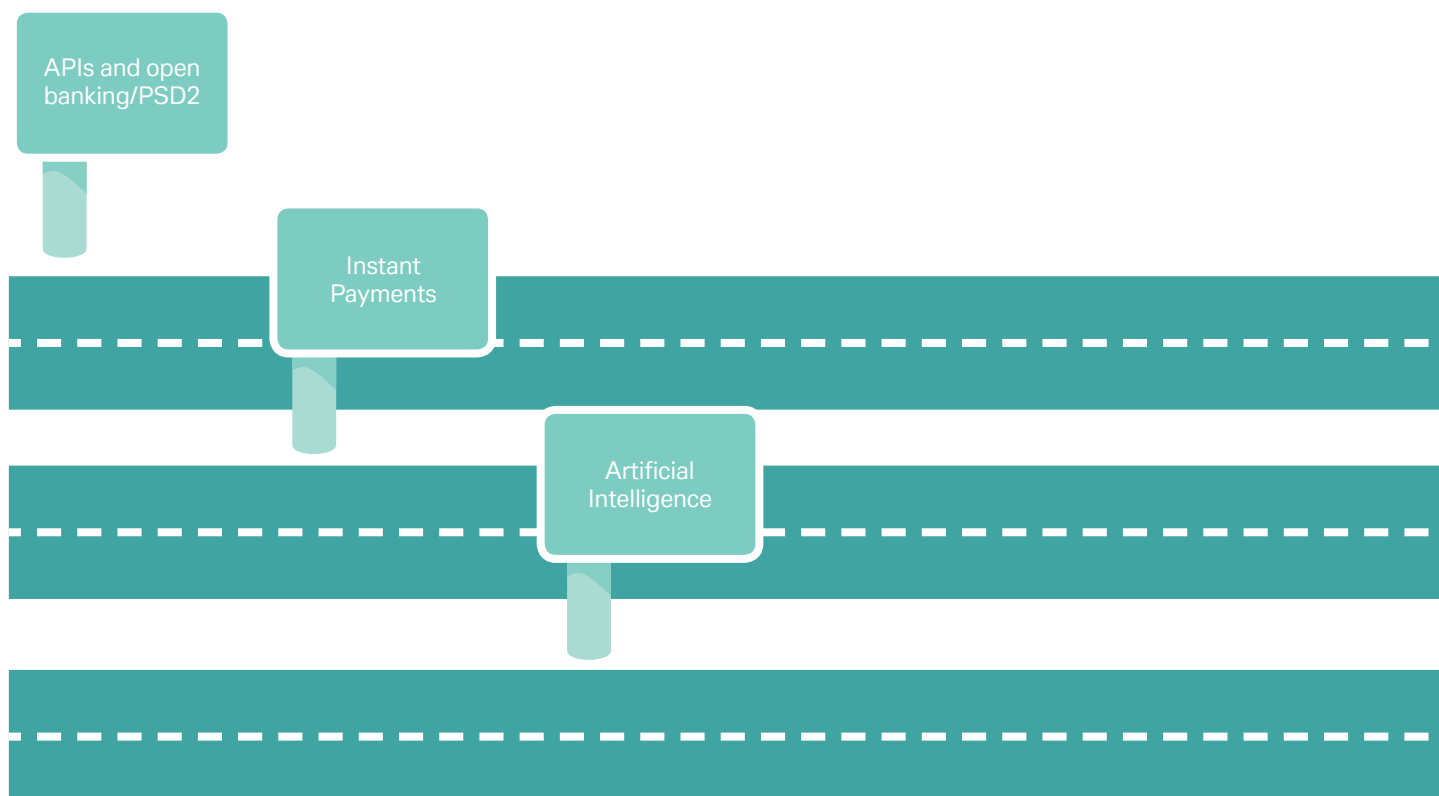 APIs and open
banking/PSD2
Instant
Payments
Artificial
Intelligence